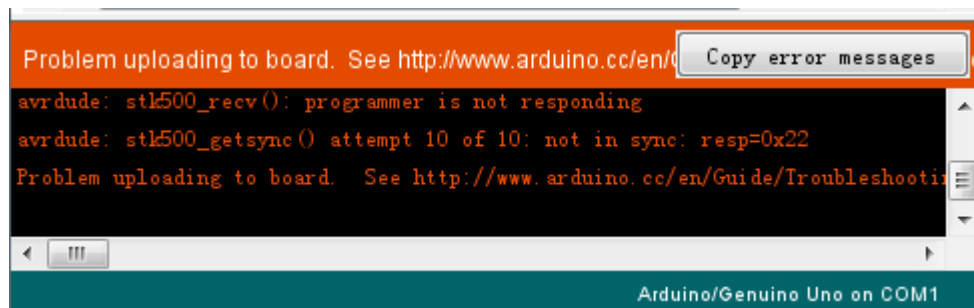 Problem uploading to board. See http://www.arduino.cc/en/
Copy error messages
avrdude: stk500_recv(): programmer is not responding
avrdude: stk500_getsync() attempt 10 of 10: not in sync: resp=0x22
Problem uploading to board. See http://www.arduino.cc/en/Guide/Troubleshooti
Arduino/Genuino Uno on COM1